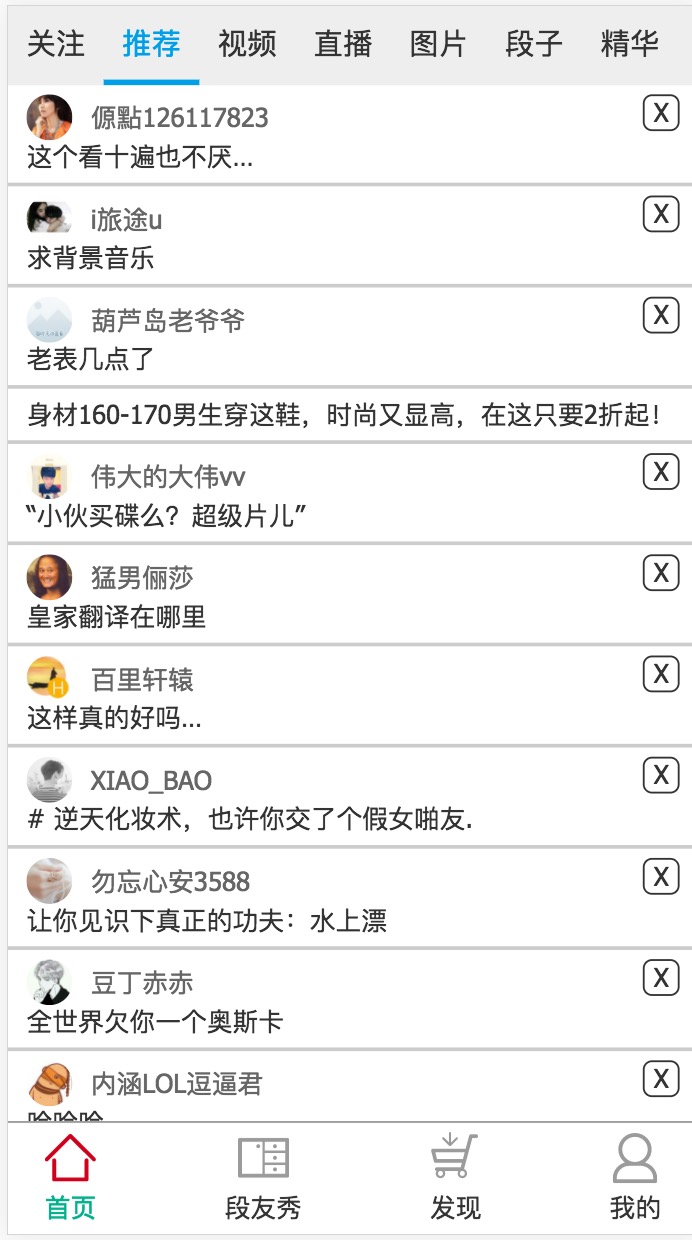 关注 推荐 视频 直播 图片 段子 精华
傆點126117823 X
这个看十遍也不厌...
i旅途u X
求背景音乐
葫芦岛老爷爷 X
老表几点了
身材160-170男生穿这鞋，时尚又显高，在这只要2折起！
伟大的大伟vv X
“小伙买碟么？超级片儿”
猛男俪莎 X
皇家翻译在哪里
百里轩辕 X
这样真的好吗...
XIAO_BAO X
# 逆天化妆术，也许你交了个假女啪友.
勿忘心安3588 X
让你见识下真正的功夫：水上漂
豆丁赤赤 X
全世界欠你一个奥斯卡
内涵LOL逗逼君 X
哈哈哈
首页 段友秀 发现 我的